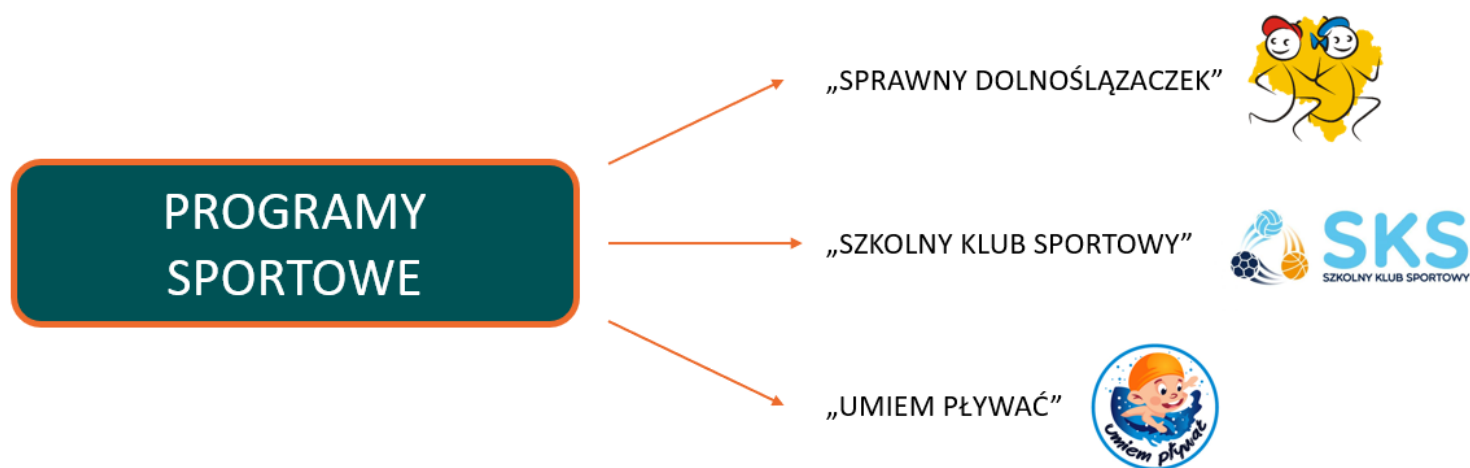 „SPRAWNY DOLNOŚLĄZACZEK”
PROGRAMY
SPORTOWE
„SZKOLNY KLUB SPORTOWY”
SKS
SZKOLNY KLUB SPORTOWY
„UMIEM PŁYWAĆ”
umiem pływać